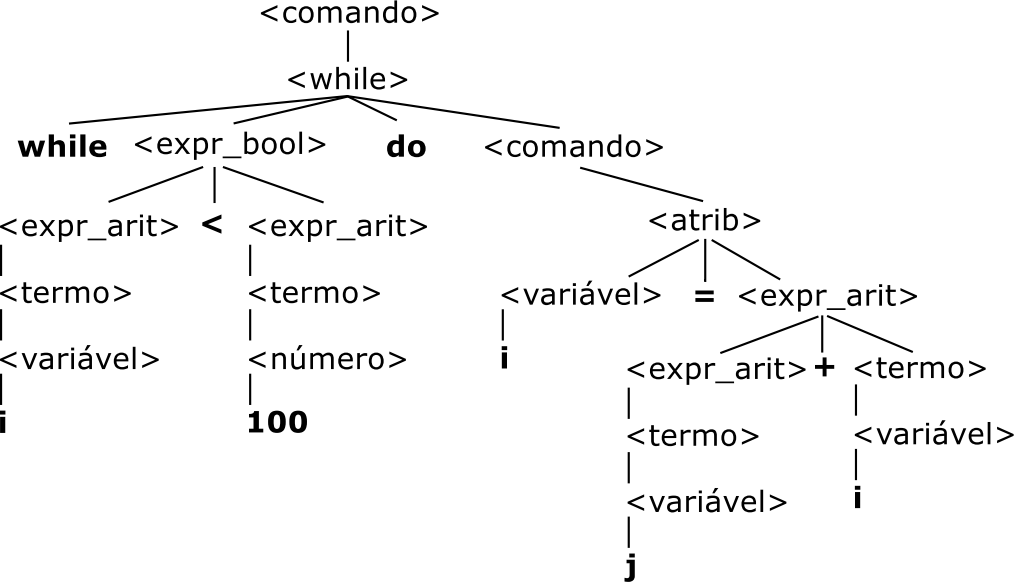 <comando>
<while>
while <expr_bool> do <comando>
<expr_arit> < <expr_arit> <atrib>
<termo> <termo> <variável> = <expr_arit>
<variável> <número> i <expr_arit> + <termo>
i 100 <termo> <variável>
<variável> i
j